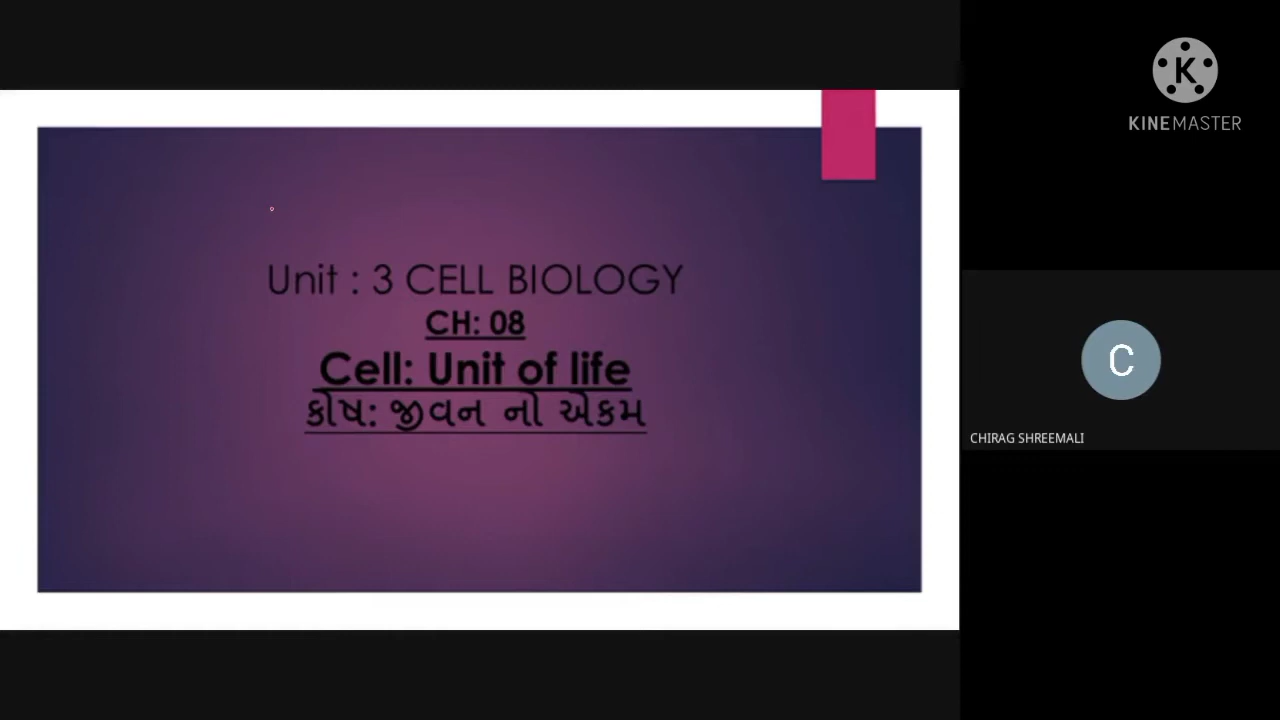 Unit : 3 CELL BIOLOGY
CH: 08
Cell: Unit of life
કોષ: જીવન નો એકમ
K
KINEMASTER
C
CHIRAG SHREEMALI